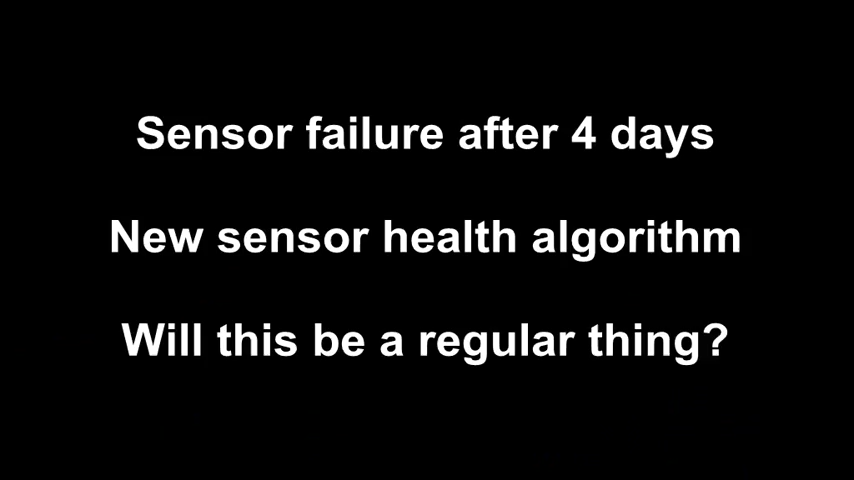 Sensor failure after 4 days
New sensor health algorithm
Will this be a regular thing?